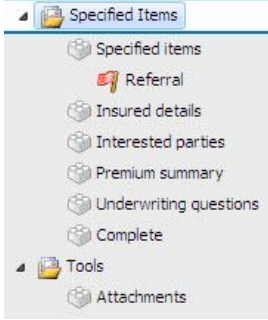 Specified Items
Specified items
Referral
Insured details
Interested parties
Premium summary
Underwriting questions
Complete
Tools
Attachments